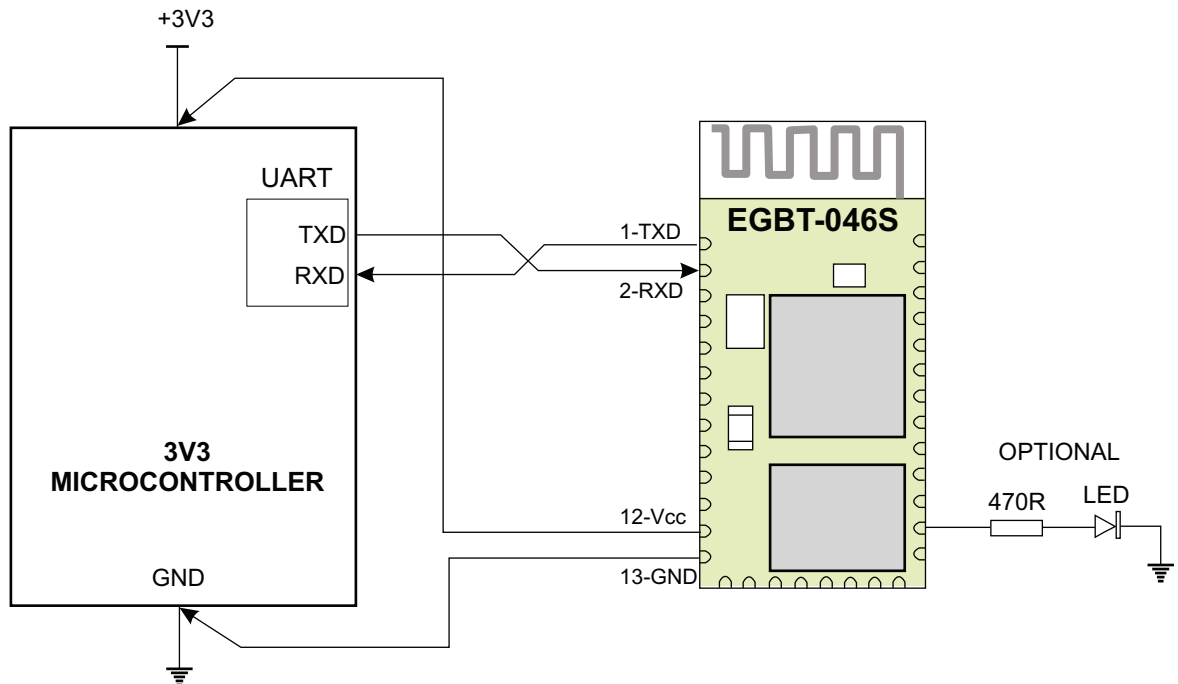 +3V3
UART
TXD
RXD
3V3
MICROCONTROLLER
GND
1-TXD
2-RXD
12-Vcc
13-GND
EGBT-046S
OPTIONAL
470R
LED